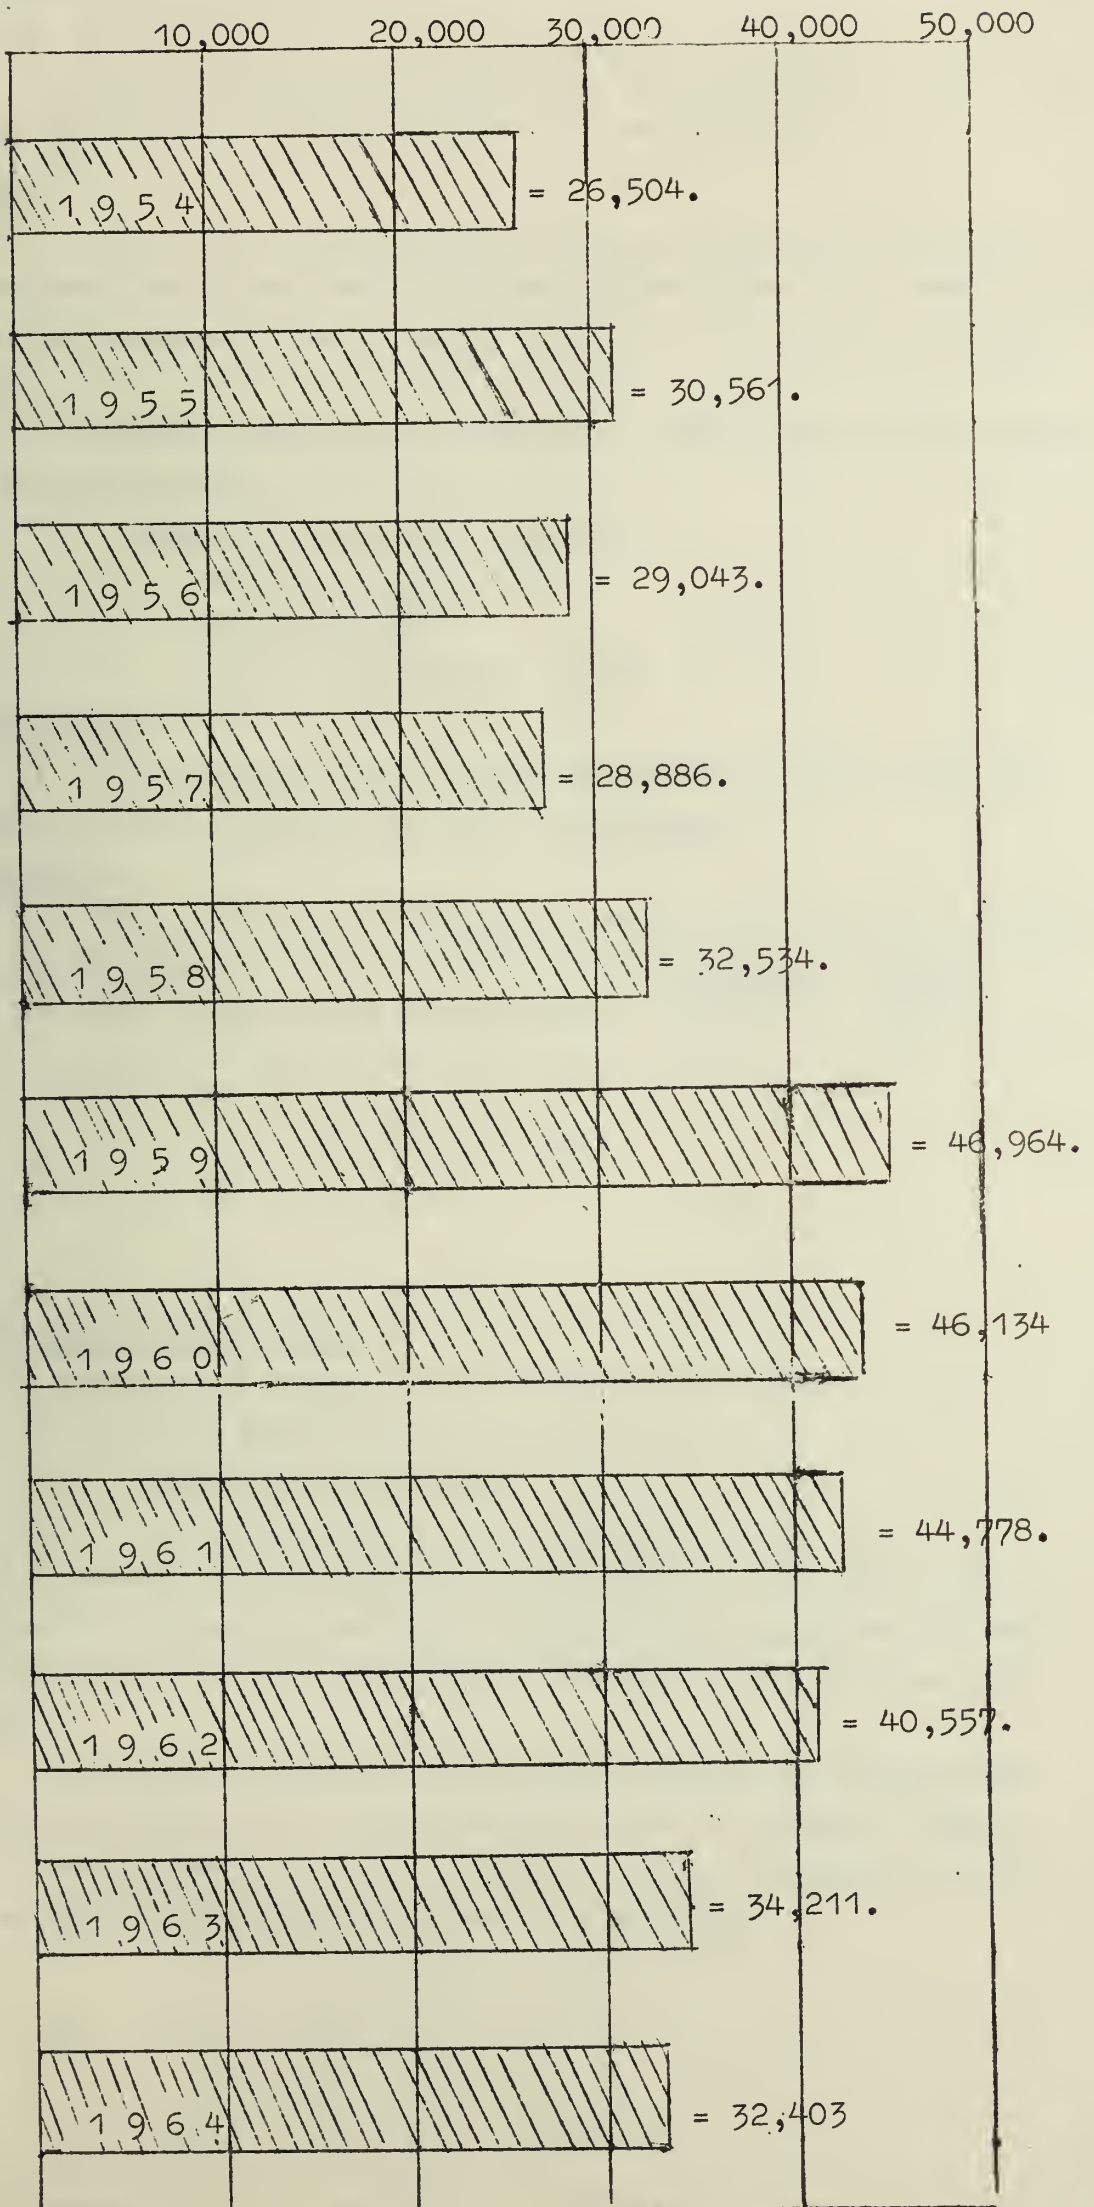 10,000 20,000 30,000 40,000 50,000
1954 = 26,504.
1955 = 30,561.
1956 = 29,043.
1957 = 28,886.
1958 = 32,534.
1959 = 46,964.
1960 = 46,134
1961 = 44,778.
1962 = 40,557.
1963 = 34,211.
1964 = 32,403